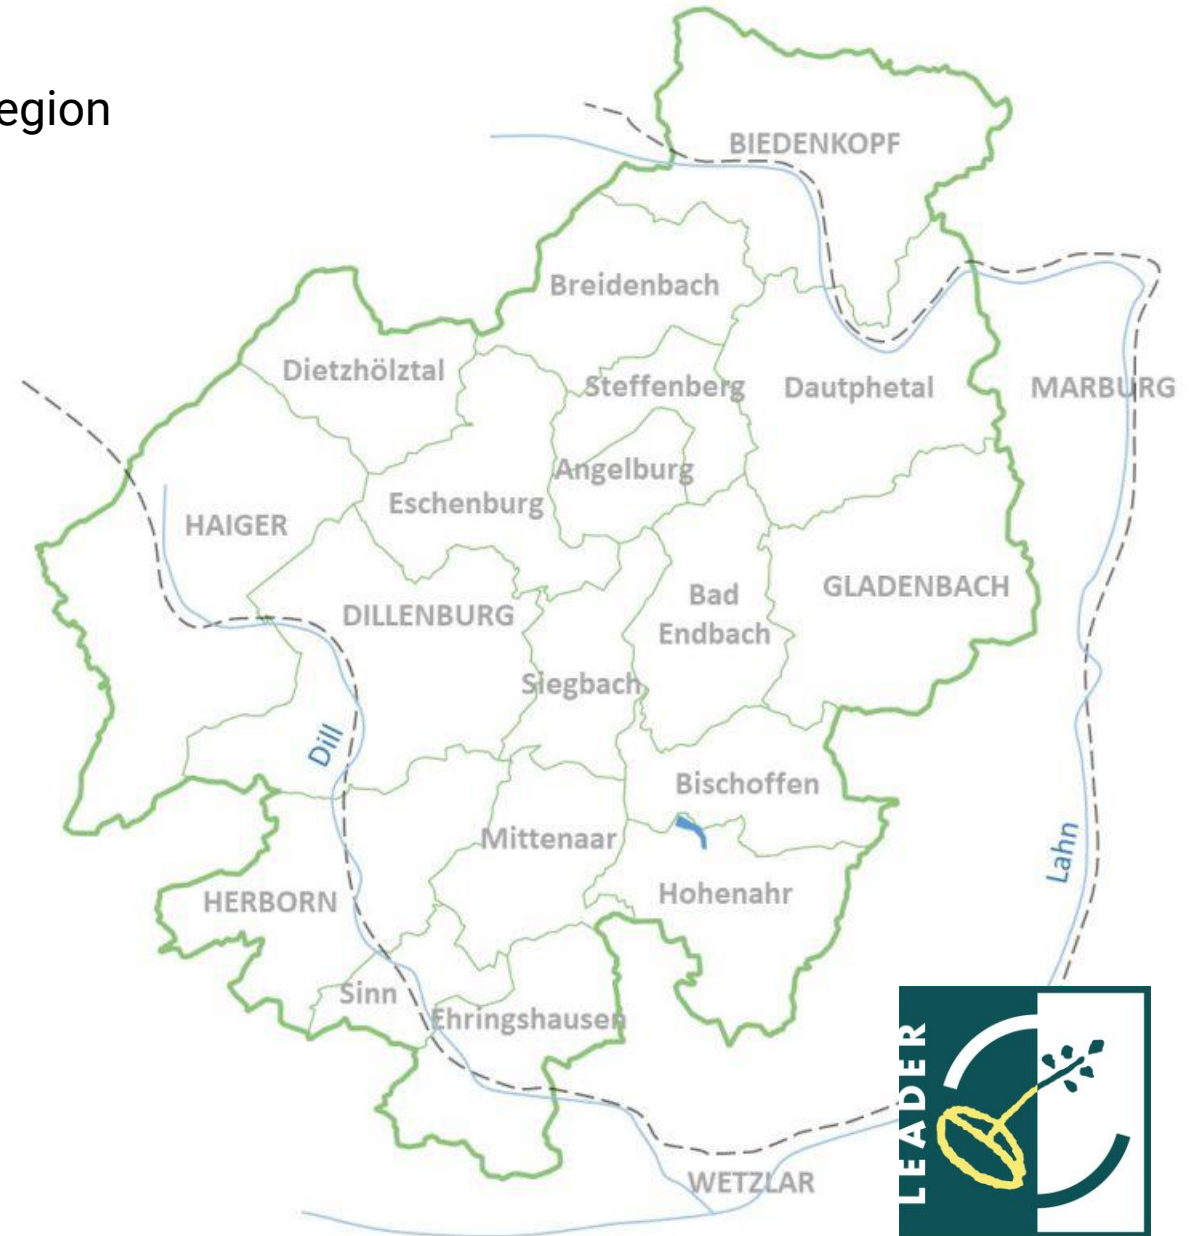 egion
BIEDENKOPF
Breidenbach
Dietzhölztal
Steffenberg
Dautphetal
MARBURG
Angelburg
Eschenburg
HAIGER
GLADENBACH
Bad
Endbach
DILLENBURG
Siegbach
Dill
Bischoffen
Mittenaar
Lahn
Hohenahr
HERBORN
Sinn
Ehringshausen
LEADER
WETZLAR